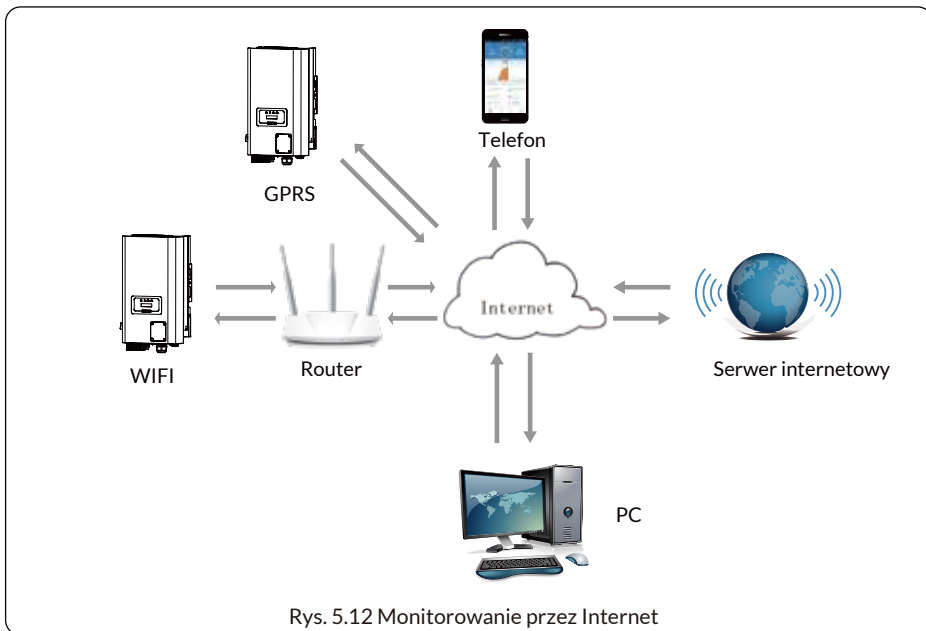 Telefon
GPRS
Internet
WIFI
Router
Serwer internetowy
PC
Rys. 5.12 Monitorowanie przez Internet